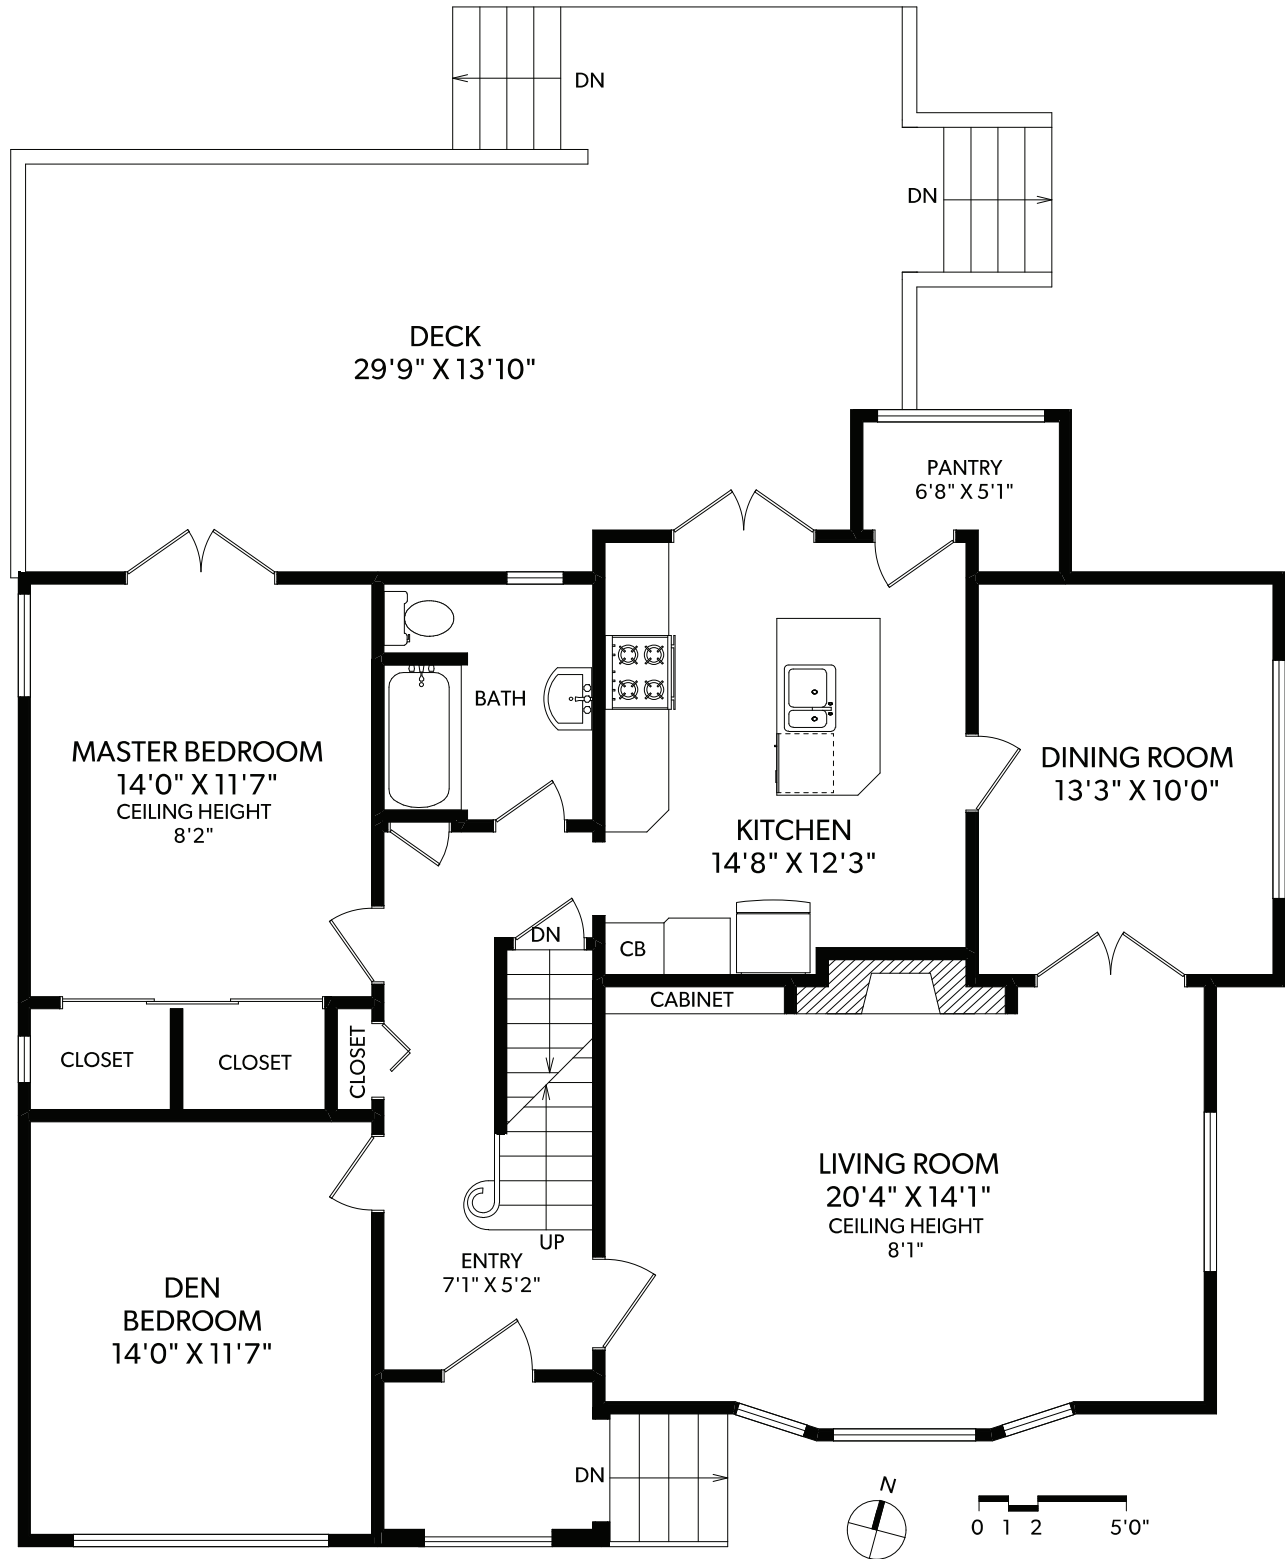 DN
DN
DECK
29'9" X 13'10"
PANTRY
6'8" X 5'1"
BATH
MASTER BEDROOM
14'0" X 11'7"
CEILING HEIGHT
8'2"
DINING ROOM
13'3" X 10'0"
KITCHEN
14'8" X 12'3"
DN
CB
CABINET
CLOSET
CLOSET
CLOSET
LIVING ROOM
20'4" X 14'1"
CEILING HEIGHT
8'1"
UP
ENTRY
7'1" X 5'2"
DEN
BEDROOM
14'0" X 11'7"
DN
N
0 1 2 5'0"